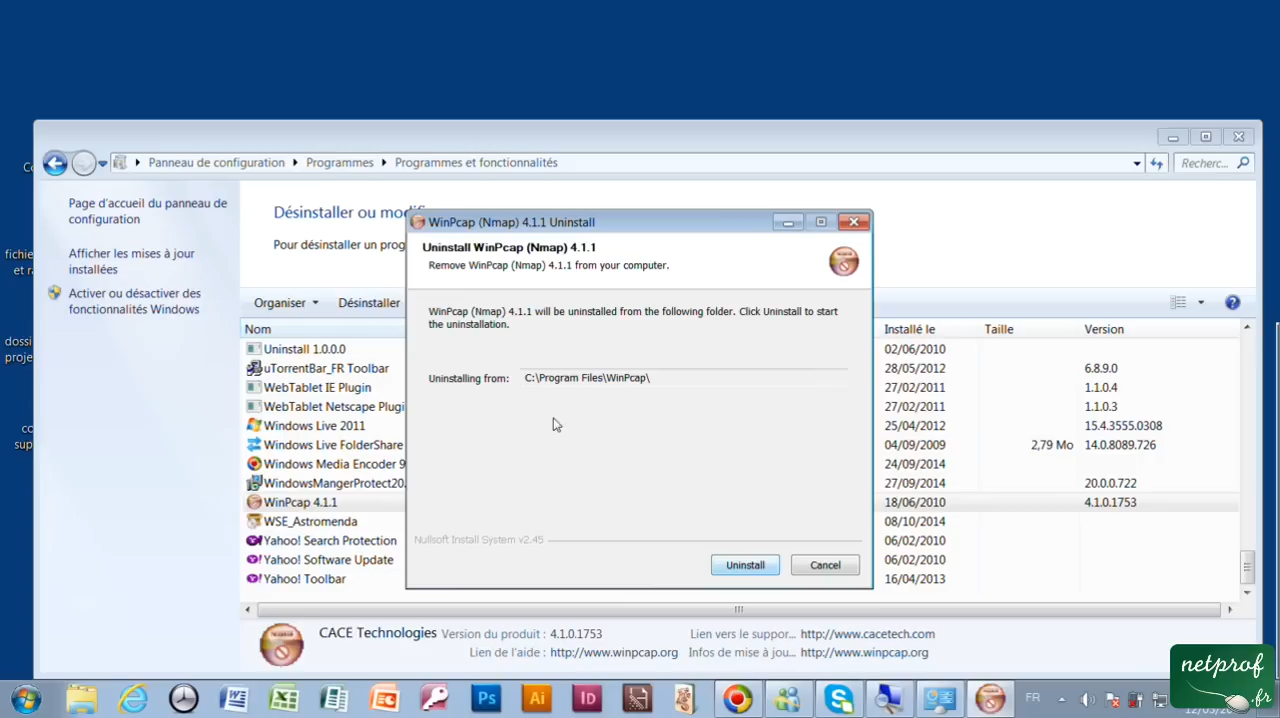 Panneau de configuration Programmes Programmes et fonctionnalités
Recherc...
Page d'accueil du panneau de
configuration
Afficher les mises à jour
installées
Activer ou désactiver des
fonctionnalités Windows
Désinstaller ou modifi
Pour désinstaller un prog
Organiser Désinstaller
Nom Installé le Taille Version
Uninstall 1.0.0.0 02/06/2010
uTorrentBar_FR Toolbar 28/05/2012 6.8.9.0
WebTablet IE Plugin 27/02/2011 1.1.0.4
WebTablet Netscape Plugi 27/02/2011 1.1.0.3
Windows Live 2011 25/04/2012 15.4.3555.0308
Windows Live FolderShare 04/09/2009 2,79 Mo 14.0.8089.726
Windows Media Encoder 9 24/09/2014
WindowsMangerProtect20. 27/09/2014 20.0.0.722
WinPcap 4.1.1 18/06/2010 4.1.0.1753
WSE_Astromenda 08/10/2014
Yahoo! Search Protection 06/02/2010
Yahoo! Software Update 06/02/2010
Yahoo! Toolbar 16/04/2013
WinPcap (Nmap) 4.1.1 Uninstall
Uninstall WinPcap (Nmap) 4.1.1
Remove WinPcap (Nmap) 4.1.1 from your computer.
WinPcap (Nmap) 4.1.1 will be uninstalled from the following folder. Click Uninstall to start
the uninstallation.
Uninstalling from: C:\Program Files\WinPcap\
Nullsoft Install System v2.45
Uninstall Cancel
CACE Technologies Version du produit : 4.1.0.1753 Lien vers le suppor... http://www.cacetech.com
Lien de l'aide : http://www.winpcap.org Infos de mise à jou... http://www.winpcap.org
fichie
et ra
dossi
proje
co
sup
FR
netprof
.fr